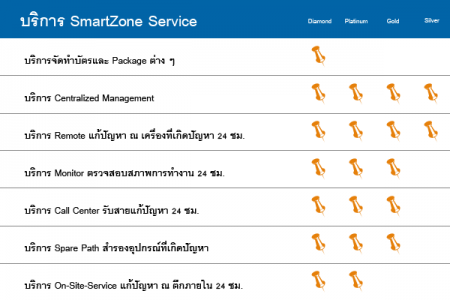 บริการ SmartZone Service Diamond Platinum Gold Silver
บริการจัดทำบัตรและ Package ต่าง ๆ
บริการ Centralized Management
บริการ Remote แก้ปัญหา ณ เครื่องที่เกิดปัญหา 24 ชม.
บริการ Monitor ตรวจสอบสภาพการทำงาน 24 ชม.
บริการ Call Center รับสายแก้ปัญหา 24 ชม.
บริการ Spare Path สำรองอุปกรณ์ที่เกิดปัญหา
บริการ On-Site-Service แก้ปัญหา ณ ตึกภายใน 24 ชม.